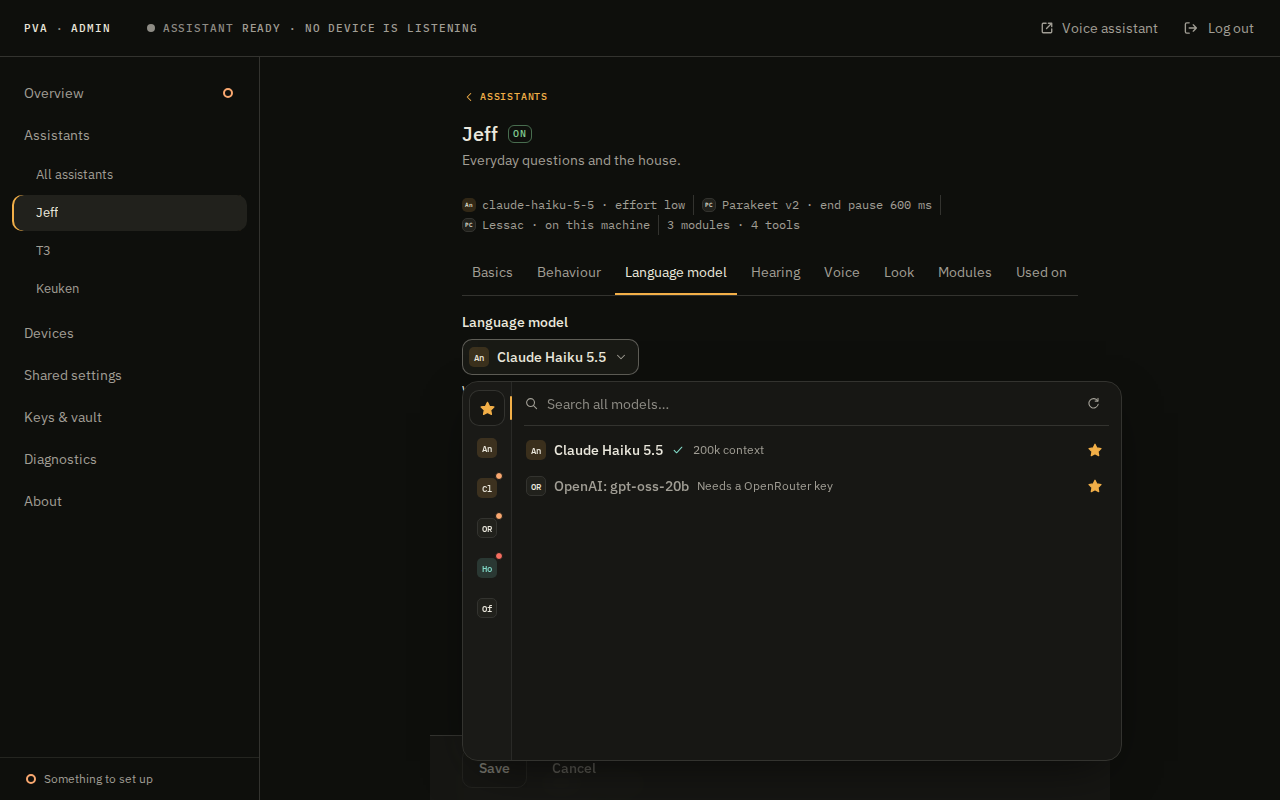 PVA · ADMIN
ASSISTANT READY · NO DEVICE IS LISTENING
Voice assistant
Log out
Overview
Assistants
All assistants
Jeff
T3
Keuken
Devices
Shared settings
Keys & vault
Diagnostics
About
Something to set up
ASSISTANTS
Jeff ON
Everyday questions and the house.
An claude-haiku-5-5 · effort low
PC Parakeet v2 · end pause 600 ms
PC Lessac · on this machine
3 modules · 4 tools
Basics
Behaviour
Language model
Hearing
Voice
Look
Modules
Used on
Language model
An Claude Haiku 5.5
Search all models...
An
Cl
OR
Ho
Of
An Claude Haiku 5.5 200k context
OR OpenAI: gpt-oss-20b Needs a OpenRouter key
Save
Cancel